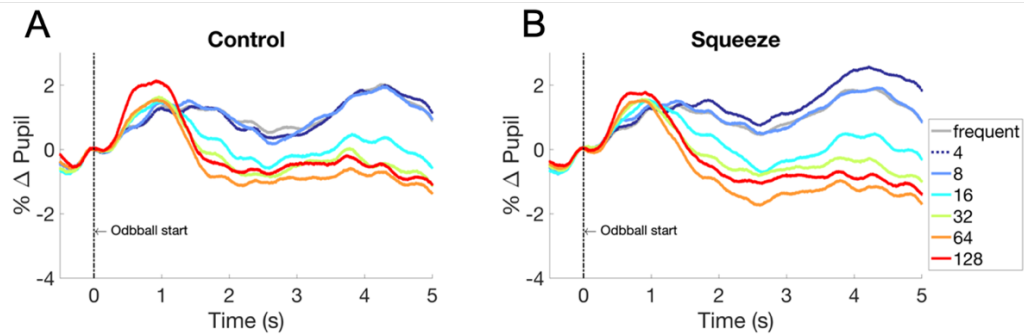 A
Control
% Δ Pupil
2
0
-2
-4
Odbball start
0 1 2 3 4 5
Time (s)
B
Squeeze
% Δ Pupil
2
0
-2
-4
Odbball start
0 1 2 3 4 5
Time (s)
frequent
4
8
16
32
64
128